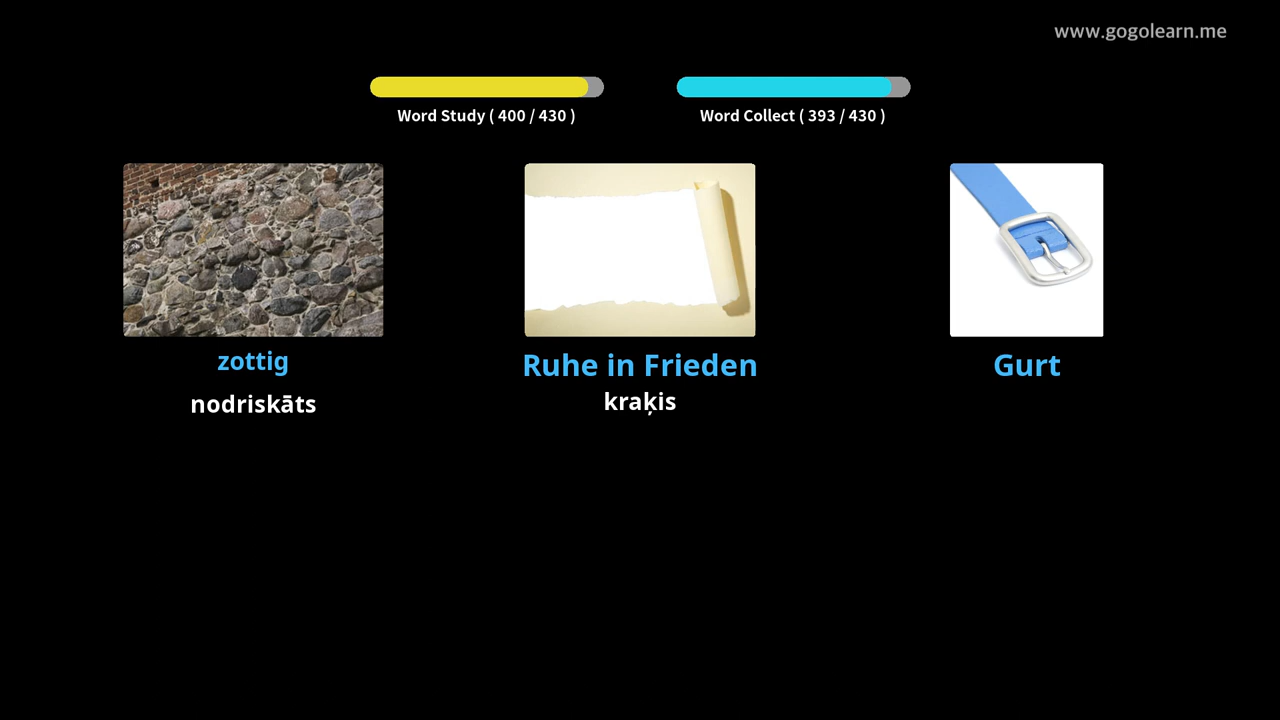 www.gogolearn.me
Word Study ( 400 / 430 )
Word Collect ( 393 / 430 )
zottig
nodriskāts
Ruhe in Frieden
kraķis
Gurt